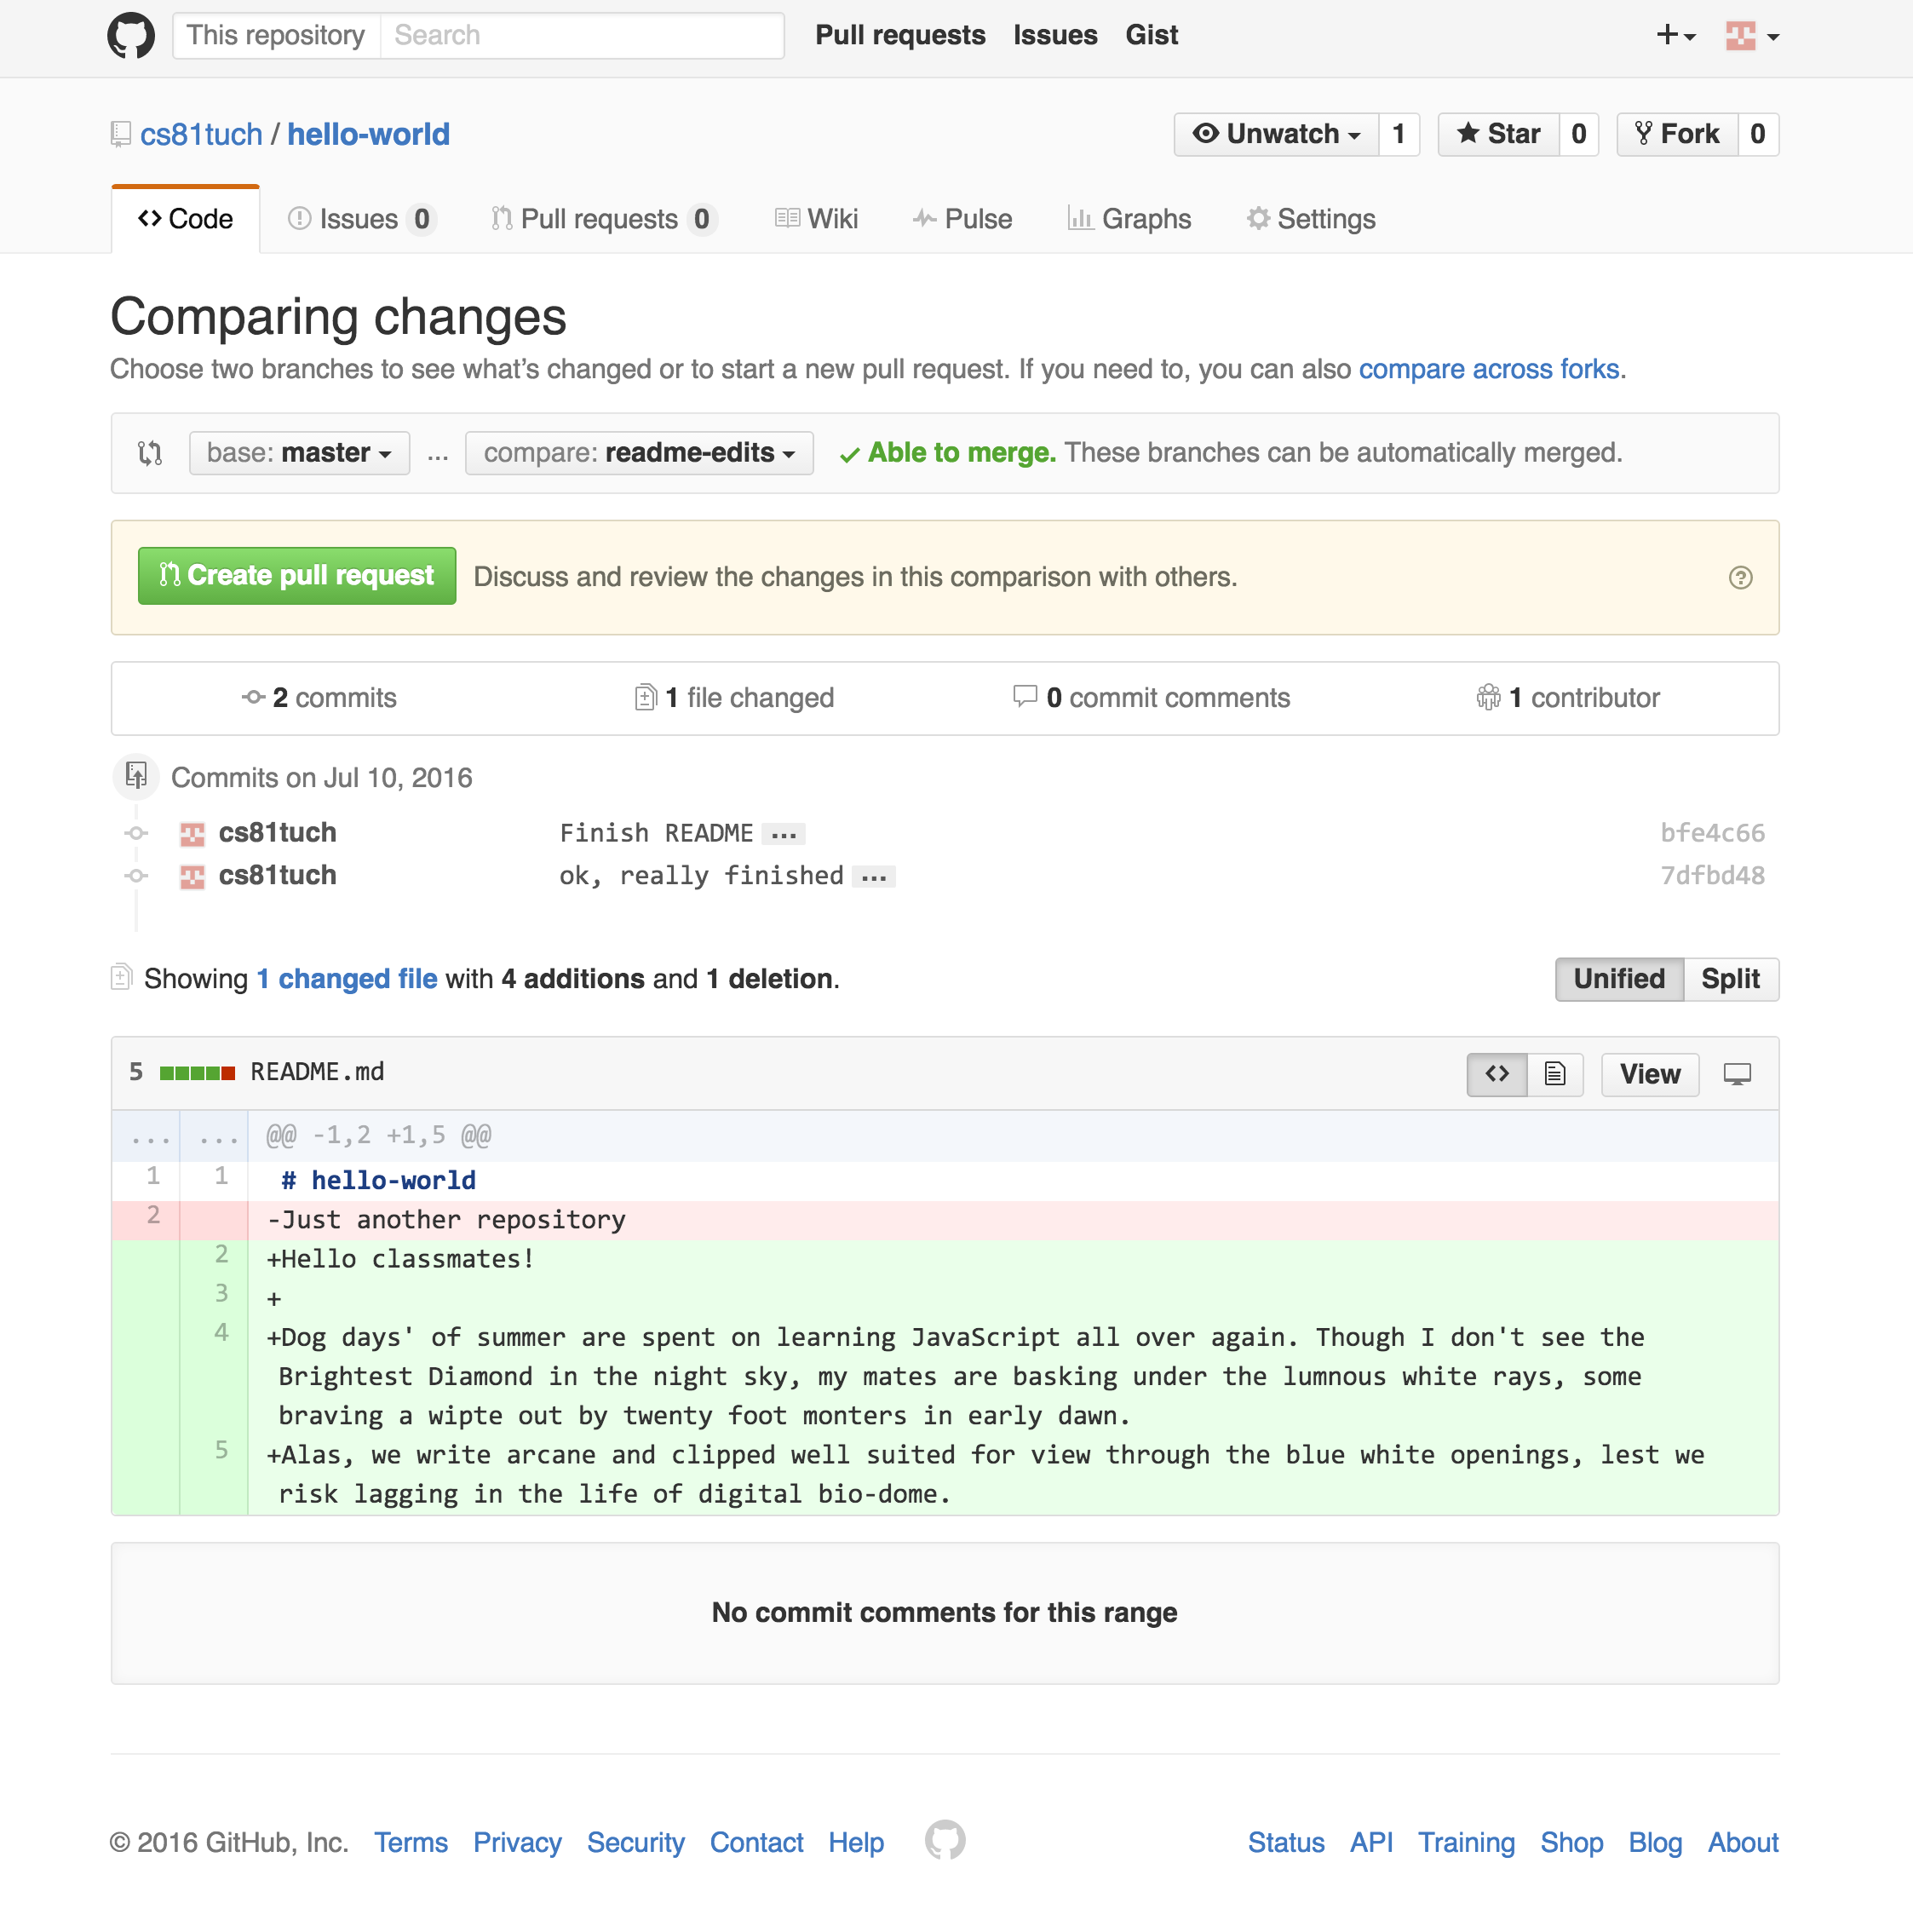 This repository Search Pull requests Issues Gist
cs81tuch / hello-world Unwatch 1 Star 0 Fork 0
Code Issues 0 Pull requests 0 Wiki Pulse Graphs Settings
Comparing changes
Choose two branches to see what’s changed or to start a new pull request. If you need to, you can also compare across forks.
base: master ... compare: readme-edits Able to merge. These branches can be automatically merged.
Create pull request Discuss and review the changes in this comparison with others.
2 commits 1 file changed 0 commit comments 1 contributor
Commits on Jul 10, 2016
cs81tuch Finish README … bfe4c66
cs81tuch ok, really finished … 7dfbd48
Showing 1 changed file with 4 additions and 1 deletion. Unified Split
5 README.md View
... ... @@ -1,2 +1,5 @@
1 1 # hello-world
2 -Just another repository
2 +Hello classmates!
3 +
4 +Dog days' of summer are spent on learning JavaScript all over again. Though I don't see the
Brightest Diamond in the night sky, my mates are basking under the lumnous white rays, some
braving a wipte out by twenty foot monters in early dawn.
5 +Alas, we write arcane and clipped well suited for view through the blue white openings, lest we
risk lagging in the life of digital bio-dome.
No commit comments for this range
© 2016 GitHub, Inc. Terms Privacy Security Contact Help Status API Training Shop Blog About